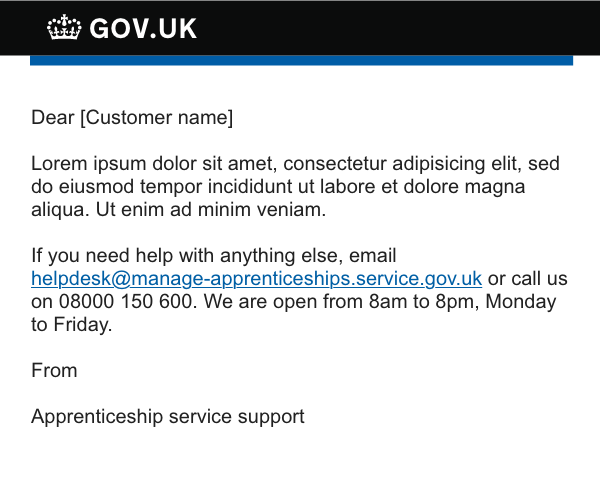 GOV.UK
Dear [Customer name]
Lorem ipsum dolor sit amet, consectetur adipisicing elit, sed
do eiusmod tempor incididunt ut labore et dolore magna
aliqua. Ut enim ad minim veniam.
If you need help with anything else, email
helpdesk@manage-apprenticeships.service.gov.uk or call us
on 08000 150 600. We are open from 8am to 8pm, Monday
to Friday.
From
Apprenticeship service support